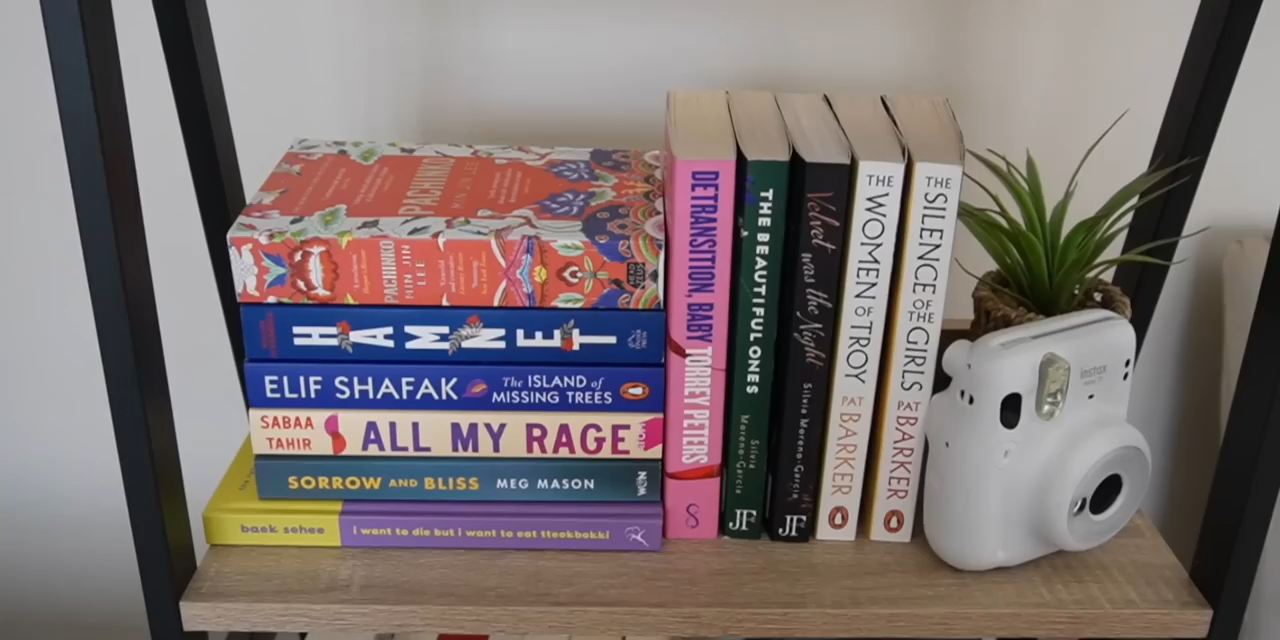 PACHINKO
MIN JIN LEE
PACHINKO
MIN JIN
LEE
HAMNET
ELIF SHAFAK
The ISLAND of
MISSING TREES
SABAA
TAHIR
ALL MY RAGE
SORROW AND BLISS MEG MASON
W&N
baek sehee
i want to die but i want to eat tteokbokki
DETRANSITION, BABY TORREY PETERS
THE BEAUTIFUL ONES
Silvia
Moreno-Garcia
JF
Velvet was the Night
Silvia Moreno-Garcia
JF
THE WOMEN OF TROY
PAT BARKER
THE SILENCE OF THE GIRLS
PAT BARKER
instax